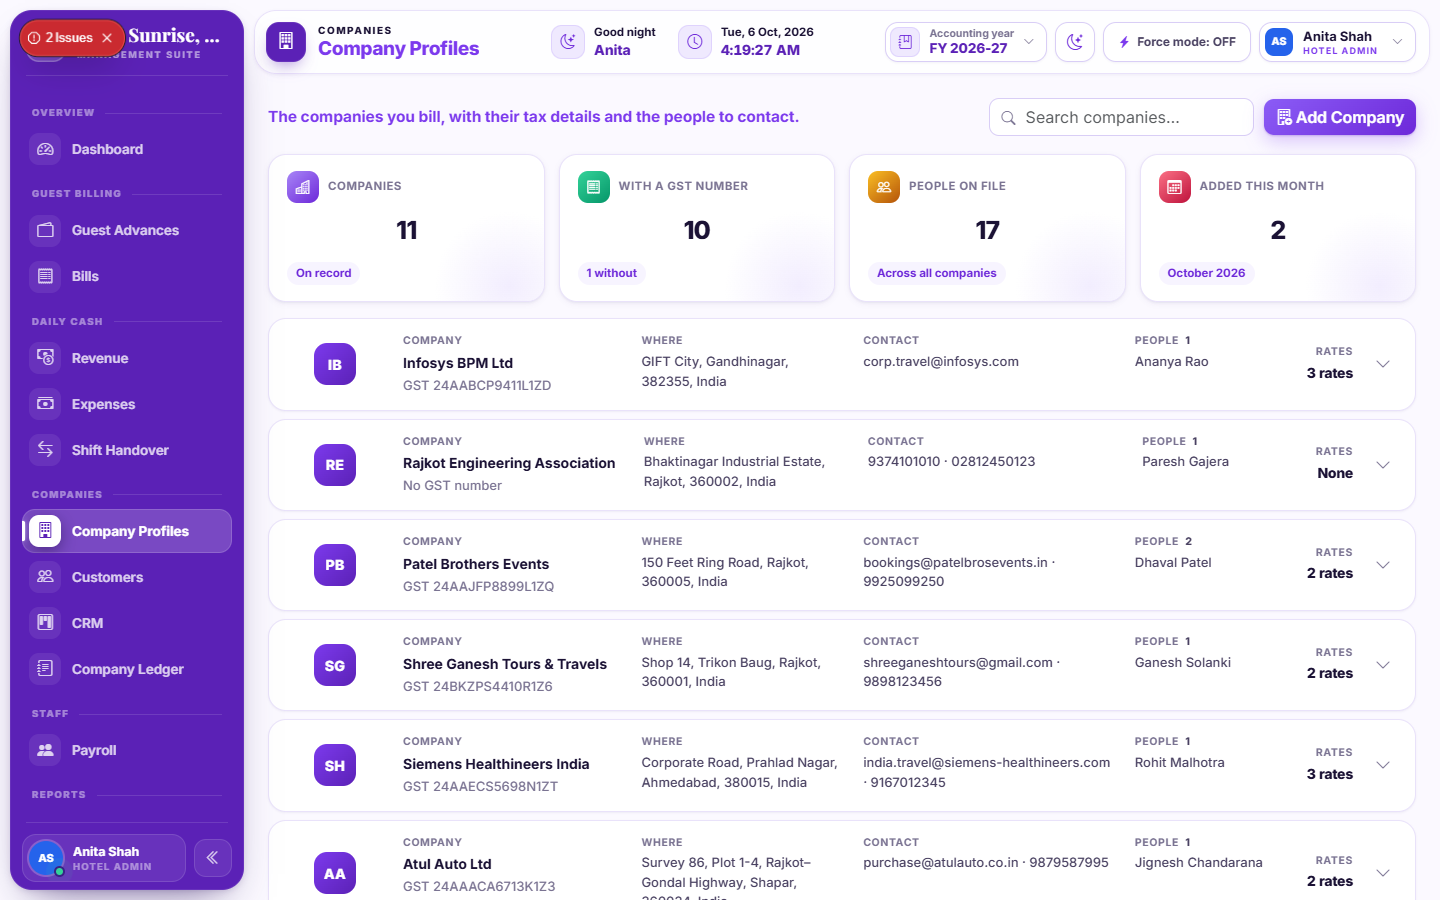 2 Issues
Sunrise, ...
MANAGEMENT SUITE
OVERVIEW
Dashboard
GUEST BILLING
Guest Advances
Bills
DAILY CASH
Revenue
Expenses
Shift Handover
COMPANIES
Company Profiles
Customers
CRM
Company Ledger
STAFF
Payroll
REPORTS
AS
Anita Shah
HOTEL ADMIN
COMPANIES
Company Profiles
Good night
Anita
Tue, 6 Oct, 2026
4:19:27 AM
Accounting year
FY 2026-27
Force mode: OFF
AS
Anita Shah
HOTEL ADMIN
The companies you bill, with their tax details and the people to contact.
Search companies...
Add Company
COMPANIES
11
On record
WITH A GST NUMBER
10
1 without
PEOPLE ON FILE
17
Across all companies
ADDED THIS MONTH
2
October 2026
IB
COMPANY
Infosys BPM Ltd
GST 24AABCP9411L1ZD
WHERE
GIFT City, Gandhinagar,
382355, India
CONTACT
corp.travel@infosys.com
PEOPLE 1
Ananya Rao
RATES
3 rates
RE
COMPANY
Rajkot Engineering Association
No GST number
WHERE
Bhaktinagar Industrial Estate,
Rajkot, 360002, India
CONTACT
9374101010 · 02812450123
PEOPLE 1
Paresh Gajera
RATES
None
PB
COMPANY
Patel Brothers Events
GST 24AAJFP8899L1ZQ
WHERE
150 Feet Ring Road, Rajkot,
360005, India
CONTACT
bookings@patelbrosevents.in ·
9925099250
PEOPLE 2
Dhaval Patel
RATES
2 rates
SG
COMPANY
Shree Ganesh Tours & Travels
GST 24BKZPS4410R1Z6
WHERE
Shop 14, Trikon Baug, Rajkot,
360001, India
CONTACT
shreeganeshtours@gmail.com ·
9898123456
PEOPLE 1
Ganesh Solanki
RATES
2 rates
SH
COMPANY
Siemens Healthineers India
GST 24AAECS5698N1ZT
WHERE
Corporate Road, Prahlad Nagar,
Ahmedabad, 380015, India
CONTACT
india.travel@siemens-healthineers.com
· 9167012345
PEOPLE 1
Rohit Malhotra
RATES
3 rates
AA
COMPANY
Atul Auto Ltd
GST 24AAACA6713K1Z3
WHERE
Survey 86, Plot 1-4, Rajkot–
Gondal Highway, Shapar,
CONTACT
purchase@atulauto.co.in · 9879587995
PEOPLE 1
Jignesh Chandarana
RATES
2 rates